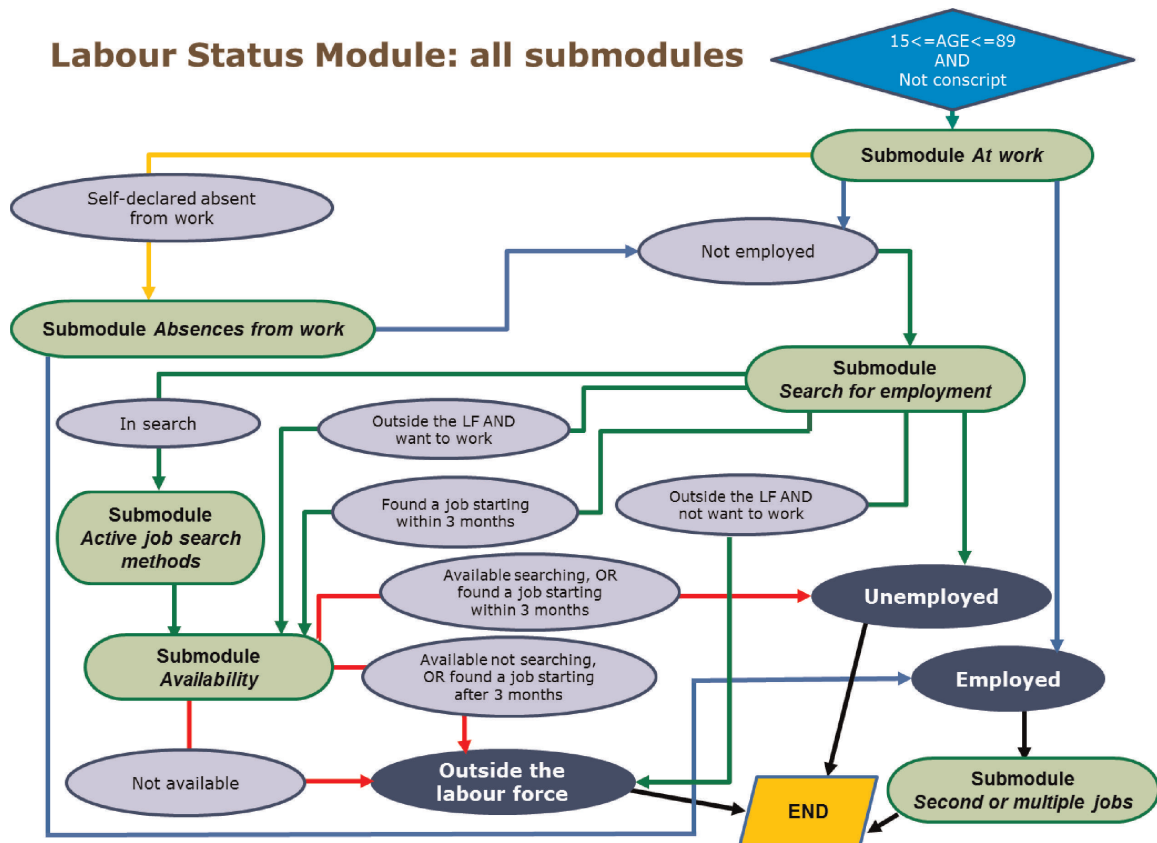 Labour Status Module: all submodules
15<=AGE<=89
AND
Not conscript
Submodule At work
Self-declared absent
from work
Not employed
Submodule Absences from work
Submodule
Search for employment
In search
Outside the LF AND
want to work
Found a job starting
within 3 months
Outside the LF AND
not want to work
Submodule
Active job search
methods
Available searching, OR
found a job starting
within 3 months
Unemployed
Submodule
Availability
Available not searching,
OR found a job starting
after 3 months
Employed
Not available
Outside the
labour force
END
Submodule
Second or multiple jobs